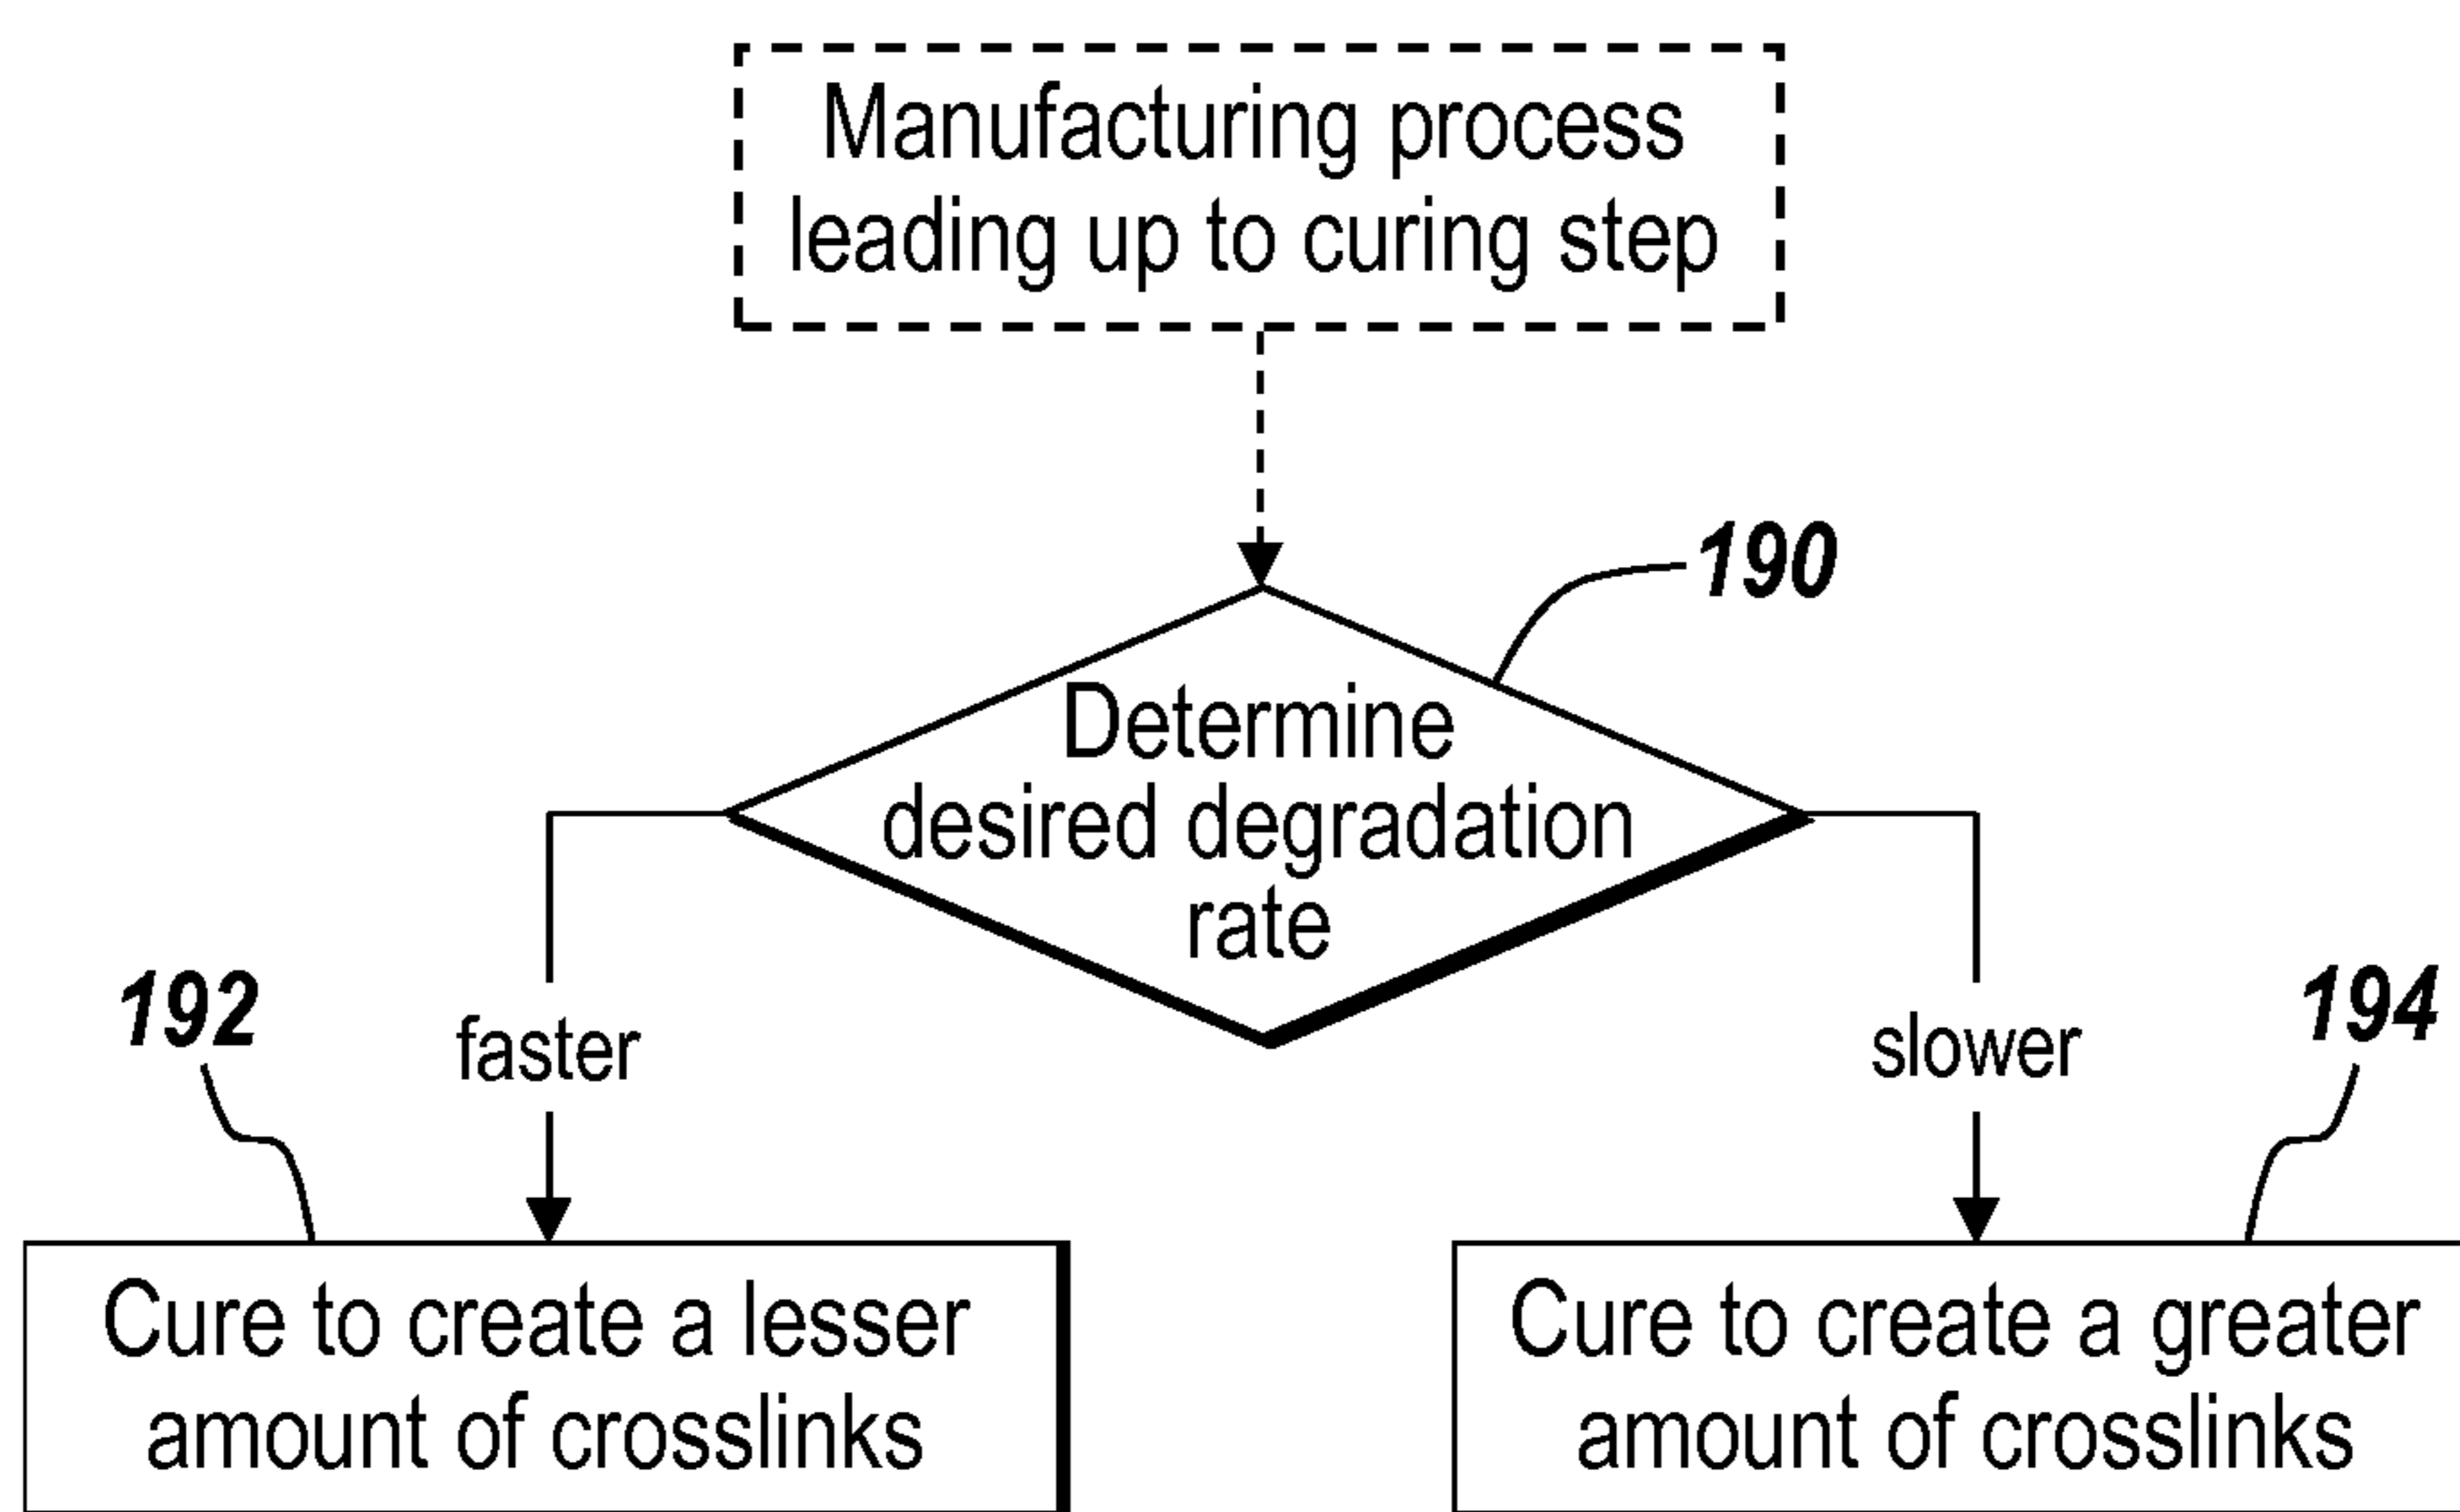 Manufacturing process
leading up to curing step
190
Determine
desired degradation
rate
192
faster
slower
194
Cure to create a lesser
amount of crosslinks
Cure to create a greater
amount of crosslinks